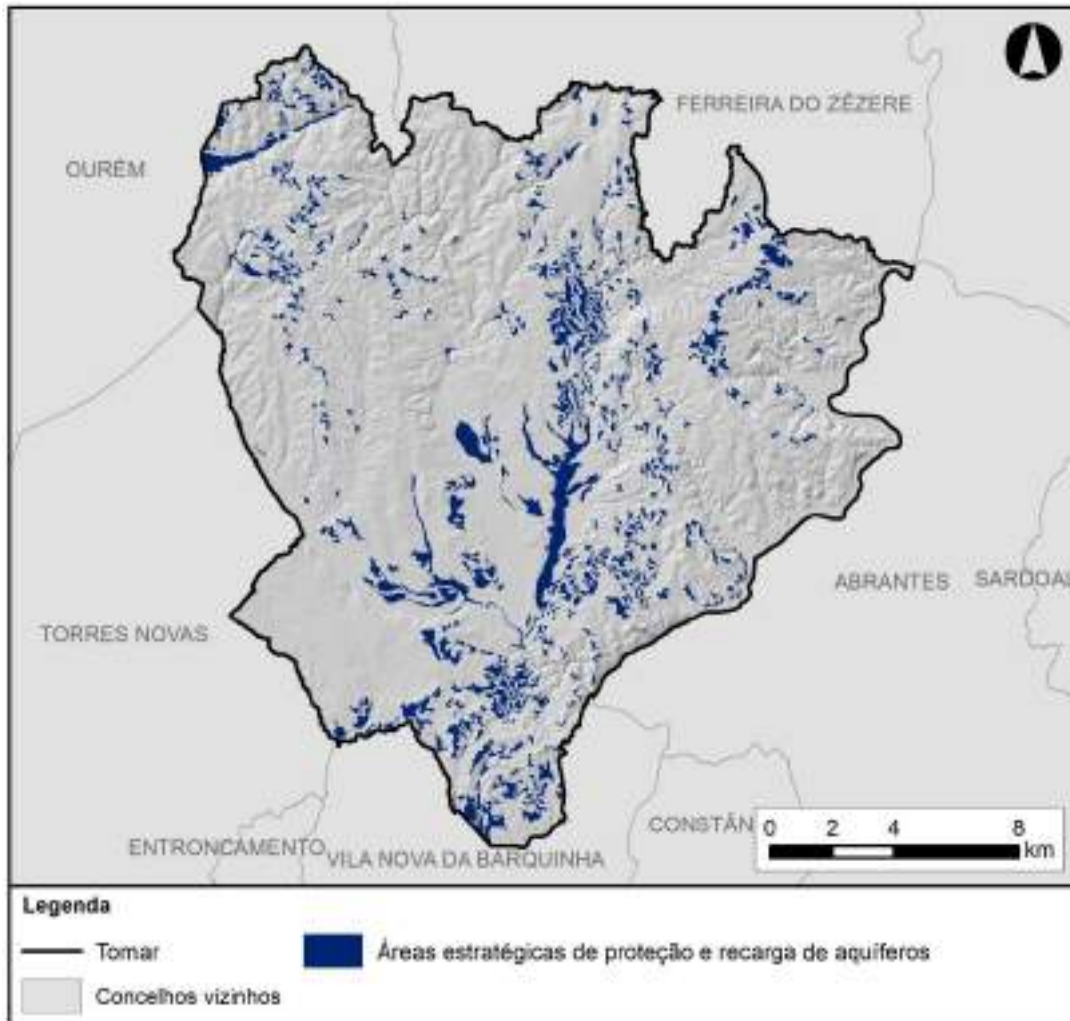 FERREIRA DO ZÊZERE
OURÉM
ABRANTES
SARDOAL
TORRES NOVAS
CONSTÂN
ENTRONCAMENTO
VILA NOVA DA BARQUINHA
0 2 4 8
km
Legenda
Tomar
Áreas estratégicas de proteção e recarga de aquíferos
Concelhos vizinhos